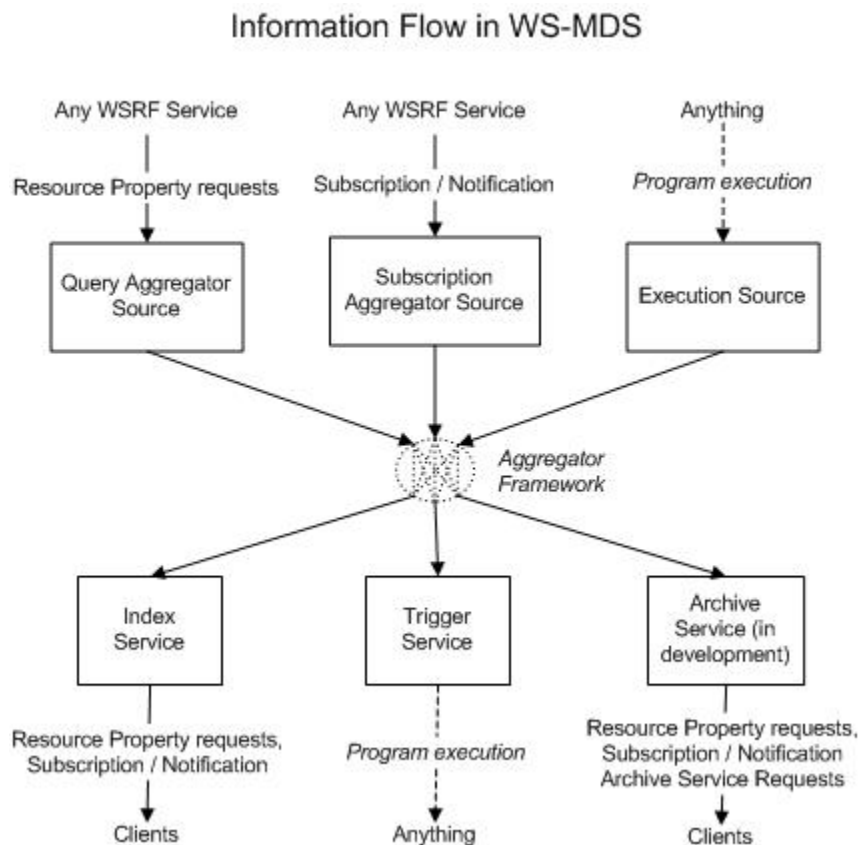 Information Flow in WS-MDS
Any WSRF Service
Any WSRF Service
Anything
Resource Property requests
Subscription / Notification
Program execution
Query Aggregator
Source
Subscription
Aggregator Source
Execution Source
Aggregator
Framework
Index
Service
Trigger
Service
Archive
Service (in
development)
Resource Property requests,
Subscription / Notification
Program execution
Resource Property requests,
Subscription / Notification
Archive Service Requests
Clients
Anything
Clients